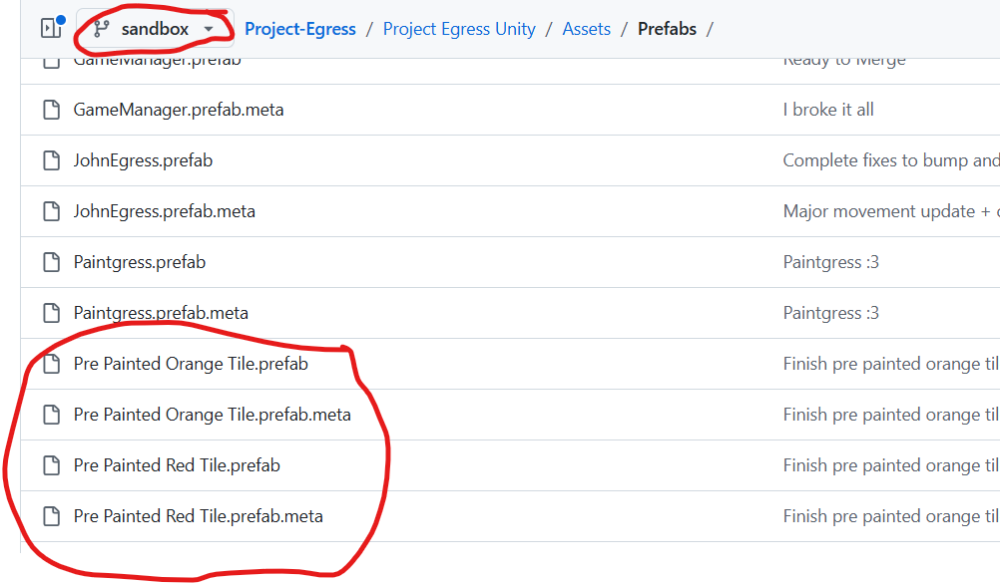 sandbox Project-Egress / Project Egress Unity / Assets / Prefabs /
GameManager.prefab Ready to Merge
GameManager.prefab.meta I broke it all
JohnEgress.prefab Complete fixes to bump and
JohnEgress.prefab.meta Major movement update +
Paintgress.prefab Paintgress :3
Paintgress.prefab.meta Paintgress :3
Pre Painted Orange Tile.prefab Finish pre painted orange til
Pre Painted Orange Tile.prefab.meta Finish pre painted orange til
Pre Painted Red Tile.prefab Finish pre painted orange til
Pre Painted Red Tile.prefab.meta Finish pre painted orange til